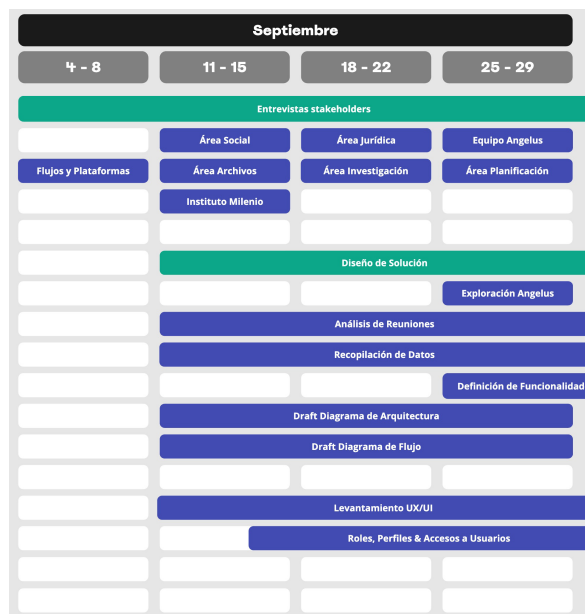 Septiembre
4 - 8
11 - 15
18 - 22
25 - 29
Entrevistas stakeholders
Área Social
Área Jurídica
Equipo Angelus
Flujos y Plataformas
Área Archivos
Área Investigación
Área Planificación
Instituto Milenio
Diseño de Solución
Exploración Angelus
Análisis de Reuniones
Recopilación de Datos
Definición de Funcionalidad
Draft Diagrama de Arquitectura
Draft Diagrama de Flujo
Levantamiento UX/UI
Roles, Perfiles & Accesos a Usuarios